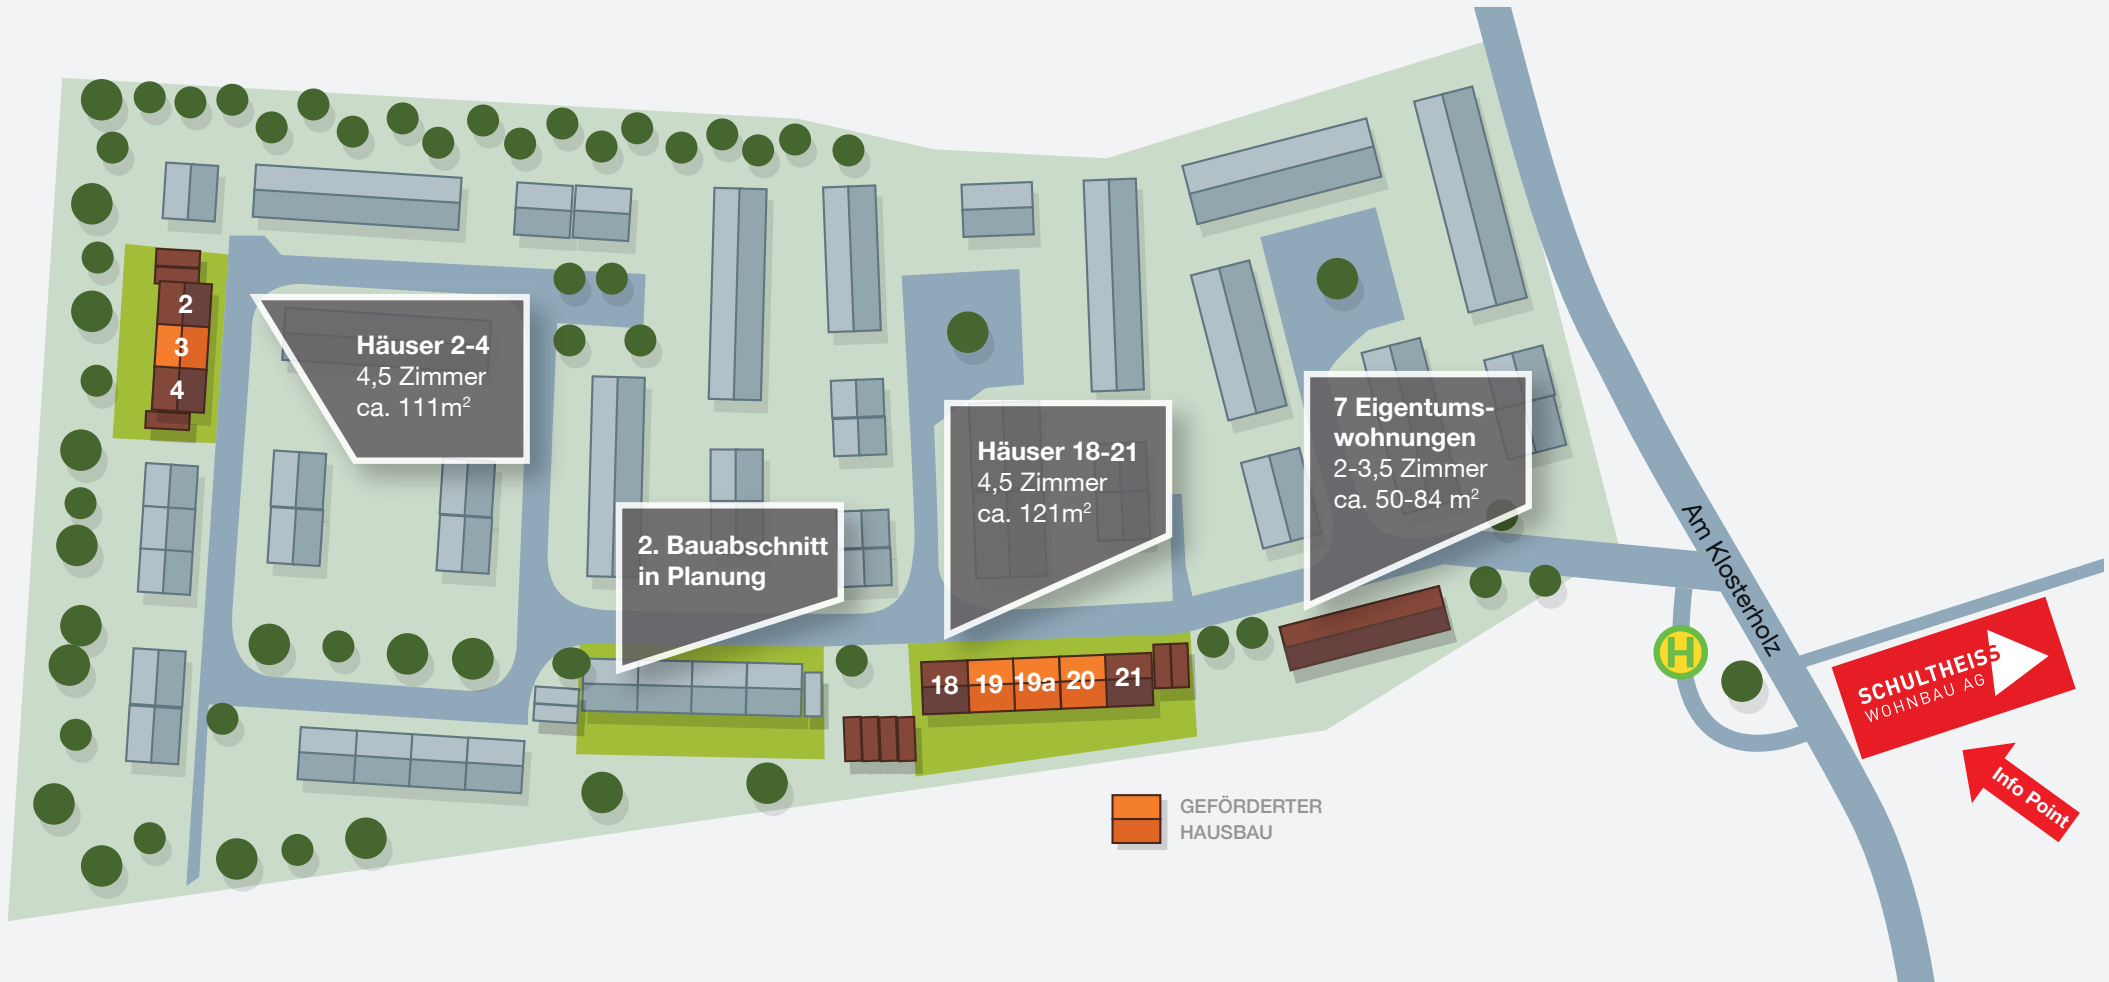 2
3
4
Häuser 2-4
4,5 Zimmer
ca. 111m²
2. Bauabschnitt
in Planung
Häuser 18-21
4,5 Zimmer
ca. 121m²
7 Eigentums-
wohnungen
2-3,5 Zimmer
ca. 50-84 m²
18 19 19a 20 21
Am Klosterholz
H
SCHULTHEISS
WOHNBAU AG
Info Point
GEFÖRDERTER
HAUSBAU